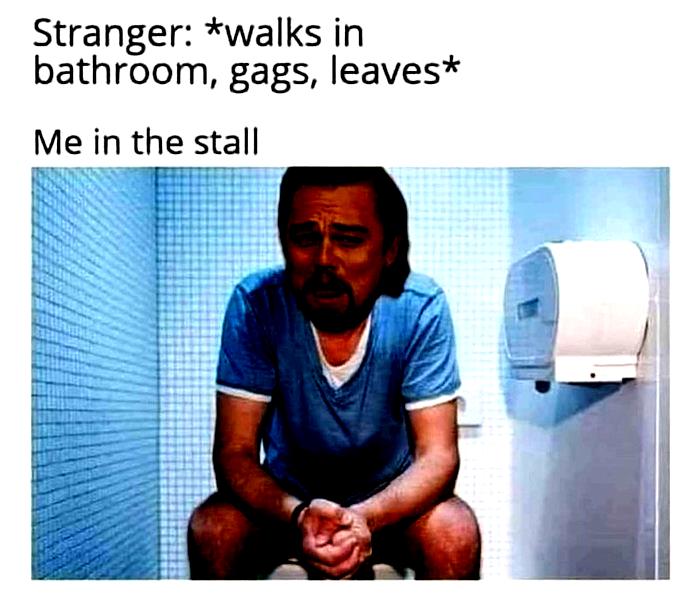 Stranger: *walks in
bathroom, gags, leaves*
Me in the stall